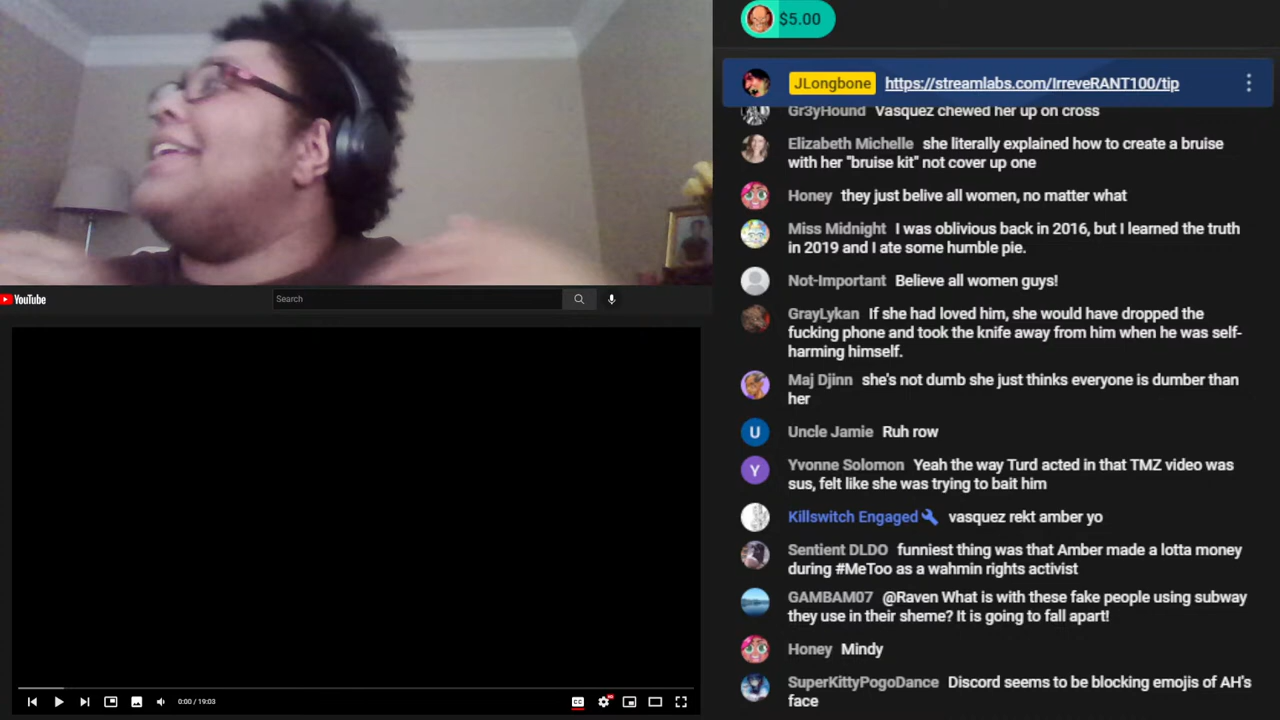 $5.00
JLongbone https://streamlabs.com/IrreveRANT100/tip
Gr3yHound Vasquez chewed her up on cross
Elizabeth Michelle she literally explained how to create a bruise
with her "bruise kit" not cover up one
Honey they just belive all women, no matter what
Miss Midnight I was oblivious back in 2016, but I learned the truth
in 2019 and I ate some humble pie.
Not-Important Believe all women guys!
GrayLykan If she had loved him, she would have dropped the
fucking phone and took the knife away from him when he was self-
harming himself.
Maj Djinn she's not dumb she just thinks everyone is dumber than
her
U Uncle Jamie Ruh row
Y Yvonne Solomon Yeah the way Turd acted in that TMZ video was
sus, felt like she was trying to bait him
Killswitch Engaged vasquez rekt amber yo
Sentient DLDO funniest thing was that Amber made a lotta money
during #MeToo as a wahmin rights activist
GAMBAM07 @Raven What is with these fake people using subway
they use in their sheme? It is going to fall apart!
Honey Mindy
SuperKittyPogoDance Discord seems to be blocking emojis of AH's
face
YouTube
Search
0:00 / 19:03
CC
HD